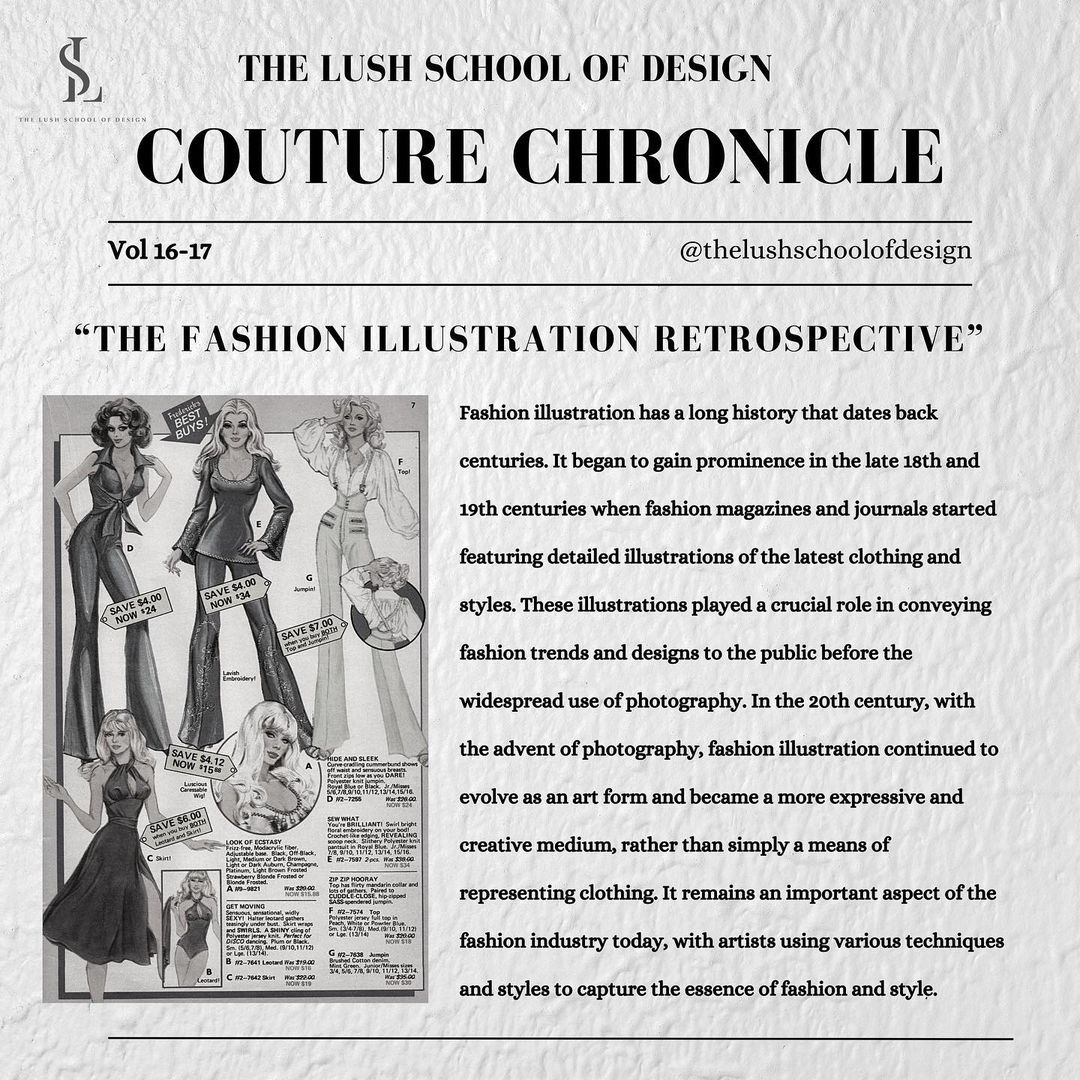 SL
THE LUSH SCHOOL OF DESIGN
THE LUSH SCHOOL OF DESIGN
COUTURE CHRONICLE
Vol 16-17
@thelushschoolofdesign
“THE FASHION ILLUSTRATION RETROSPECTIVE”
7
Frederick's
BEST
BUYS!
F
Top!
E
D
G
Jumpin!
SAVE $4.00
NOW $24
SAVE $4.00
NOW $34
SAVE $7.00
when you buy BOTH
Top and Jumpin!
Lavish
Embroidery!
SAVE $4.12
NOW $15.88
A
Luscious
Caressable
Wig!
SAVE $6.00
when you buy BOTH
Leotard and Skirt!
C Skirt!
B
Leotard!
LOOK OF ECSTASY
Frizz-free, Modacrylic fiber.
Adjustable base. Black, Off-Black,
Light, Medium or Dark Brown,
Light or Dark Auburn, Champagne,
Platinum, Light Brown Frosted
Strawberry Blonde Frosted or
Blonde Frosted.
A #9-9821 Was $20.00
NOW $15.88
GET MOVING
Sensuous, sensational, widly
SEXY! Halter leotard gathers
teasingly under bust. Skirt wraps
and SWIRLS. A SHINY cling of
Polyester jersey knit. Perfect for
DISCO dancing. Plum or Black.
Sm. (5/6,7/8), Med. (9/10,11/12)
or Lge. (13/14).
B #2-7641 Leotard Was $19.00
NOW $16
C #2-7642 Skirt Was $22.00
NOW $19
HIDE AND SLEEK
Curve-cradling cummerbund shows
off waist and sensuous breasts.
Front zips low as you DARE!
Polyester knit jumpin.
Royal Blue or Black. Jr./Misses
5/6,7/8,9/10,11/12,13/14,15/16.
D #2-7255 Was $28.00
NOW $24
SEW WHAT
You're BRILLIANT! Swirl bright
floral embroidery on your bod!
Crochet-like edging, REVEALING
scoop neck. Slithery Polyester knit
pantsuit in Royal Blue. Jr./Misses
7/8, 9/10, 11/12, 13/14, 15/16.
E #2-7597 2-pcs. Was $38.00
NOW $34
ZIP ZIP HOORAY
Top has flirty mandarin collar and
lots of gathers. Paired to
CUDDLE-CLOSE, hip-zipped
SASS-spendered jumpin.
F #2-7574 Top
Polyester jersey full top in
Peach, White or Powder Blue.
Sm. (3/4-7/8), Med. (9/10, 11/12)
or Lge. (13/14) Was $20.00
NOW $18
G #2-7638 Jumpin
Brushed Cotton denim,
Mint Green. Junior/Misses sizes
3/4, 5/6, 7/8, 9/10, 11/12, 13/14.
Was $35.00
NOW $30
Fashion illustration has a long history that dates back
centuries. It began to gain prominence in the late 18th and
19th centuries when fashion magazines and journals started
featuring detailed illustrations of the latest clothing and
styles. These illustrations played a crucial role in conveying
fashion trends and designs to the public before the
widespread use of photography. In the 20th century, with
the advent of photography, fashion illustration continued to
evolve as an art form and became a more expressive and
creative medium, rather than simply a means of
representing clothing. It remains an important aspect of the
fashion industry today, with artists using various techniques
and styles to capture the essence of fashion and style.